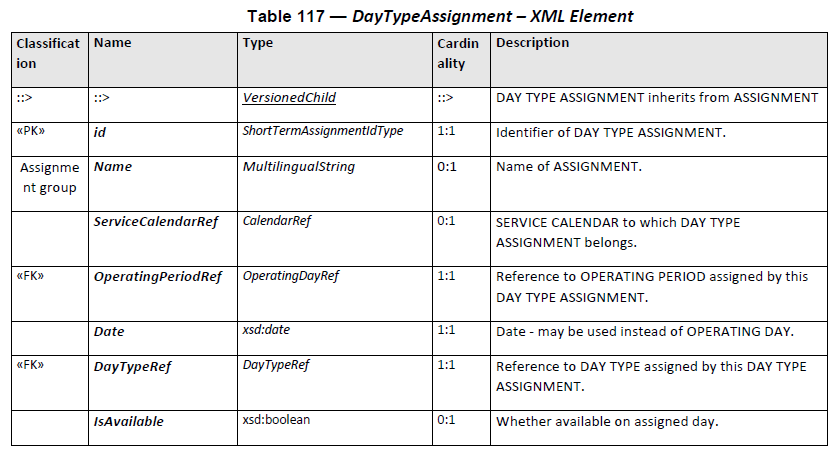 Table 117 — DayTypeAssignment – XML Element
Classificat
ion
Name
Type
Cardin
ality
Description
::>
::>
VersionedChild
::>
DAY TYPE ASSIGNMENT inherits from ASSIGNMENT
«PK»
id
ShortTermAssignmentIdType
1:1
Identifier of DAY TYPE ASSIGNMENT.
Assignme
nt group
Name
MultilingualString
0:1
Name of ASSIGNMENT.
ServiceCalendarRef
CalendarRef
0:1
SERVICE CALENDAR to which DAY TYPE
ASSIGNMENT belongs.
«FK»
OperatingPeriodRef
OperatingDayRef
1:1
Reference to OPERATING PERIOD assigned by this
DAY TYPE ASSIGNMENT.
Date
xsd:date
1:1
Date - may be used instead of OPERATING DAY.
«FK»
DayTypeRef
DayTypeRef
1:1
Reference to DAY TYPE assigned by this DAY TYPE
ASSIGNMENT.
IsAvailable
xsd:boolean
0:1
Whether available on assigned day.